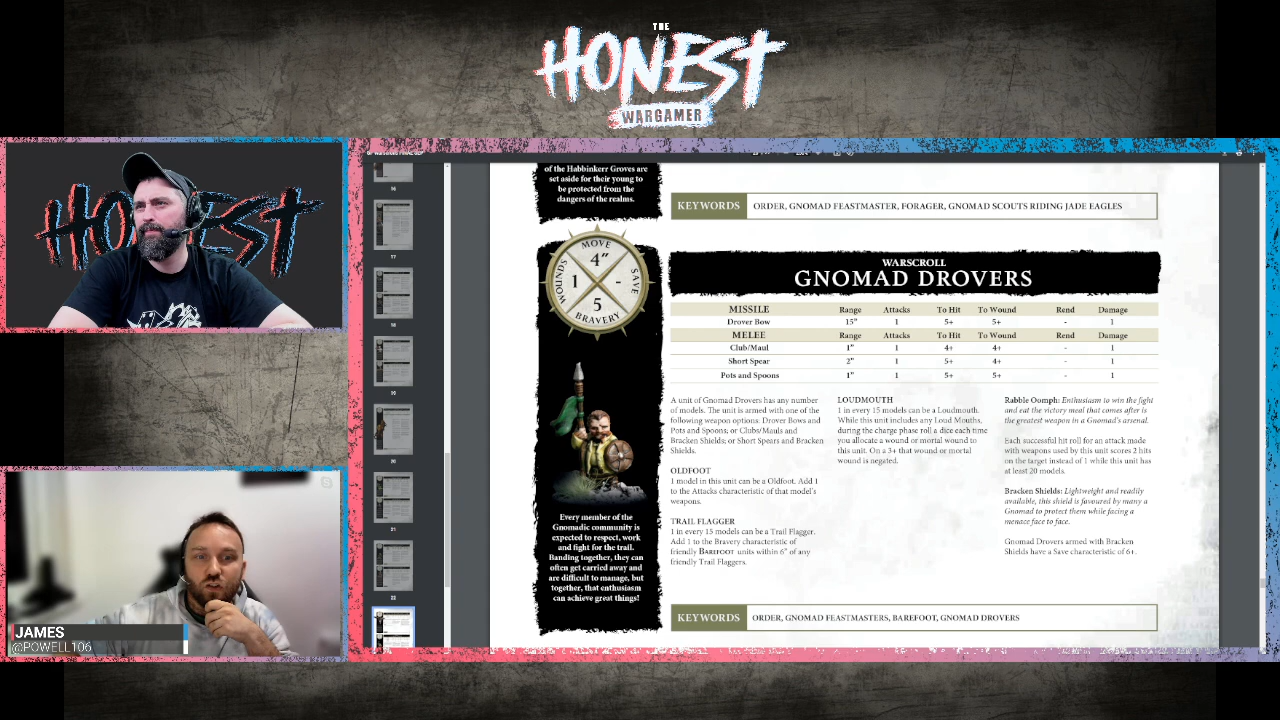 THE
HONEST
WARGAMER
HONEST
JAMES
@POWELL106
16
17
18
19
20
21
22
of the Habbinkerr Groves are
set aside for their young to
be protected from the
dangers of the realms.
KEYWORDS ORDER, GNOMAD FEASTMASTER, FORAGER, GNOMAD SCOUTS RIDING JADE EAGLES
MOVE 4"
WOUNDS 1 - SAVE
5
BRAVERY
WARSCROLL
GNOMAD DROVERS
MISSILE Range Attacks To Hit To Wound Rend Damage
Drover Bow 15" 1 5+ 5+ - 1
MELEE Range Attacks To Hit To Wound Rend Damage
Club/Maul 1" 1 4+ 4+ - 1
Short Spear 2" 1 5+ 4+ - 1
Pots and Spoons 1" 1 5+ 5+ - 1
A unit of Gnomad Drovers has any number
of models. The unit is armed with one of the
following weapon options: Drover Bows and
Pots and Spoons; or Clubs/Mauls and
Bracken Shields; or Short Spears and Bracken
Shields.
OLDFOOT
1 model in this unit can be a Oldfoot. Add 1
to the Attacks characteristic of that model's
weapons.
TRAIL FLAGGER
1 in every 15 models can be a Trail Flagger.
Add 1 to the Bravery characteristic of
friendly BAREFOOT units within 6" of any
friendly Trail Flaggers.
LOUDMOUTH
1 in every 15 models can be a Loudmouth.
While this unit includes any Loud Mouths,
during the charge phase roll a dice each time
you allocate a wound or mortal wound to
this unit. On a 3+ that wound or mortal
wound is negated.
Rabble Oomph: Enthusiasm to win the fight
and eat the victory meal that comes after is
the greatest weapon in a Gnomad's arsenal.
Each successful hit roll for an attack made
with weapons used by this unit scores 2 hits
on the target instead of 1 while this unit has
at least 20 models.
Bracken Shields: Lightweight and readily
available, this shield is favoured by many a
Gnomad to protect them while facing a
menace face to face.
Gnomad Drovers armed with Bracken
Shields have a Save characteristic of 6+.
Every member of the
Gnomadic community is
expected to respect, work
and fight for the trail.
Banding together, they can
often get carried away and
are difficult to manage, but
together, that enthusiasm
can achieve great things!
KEYWORDS ORDER, GNOMAD FEASTMASTERS, BAREFOOT, GNOMAD DROVERS